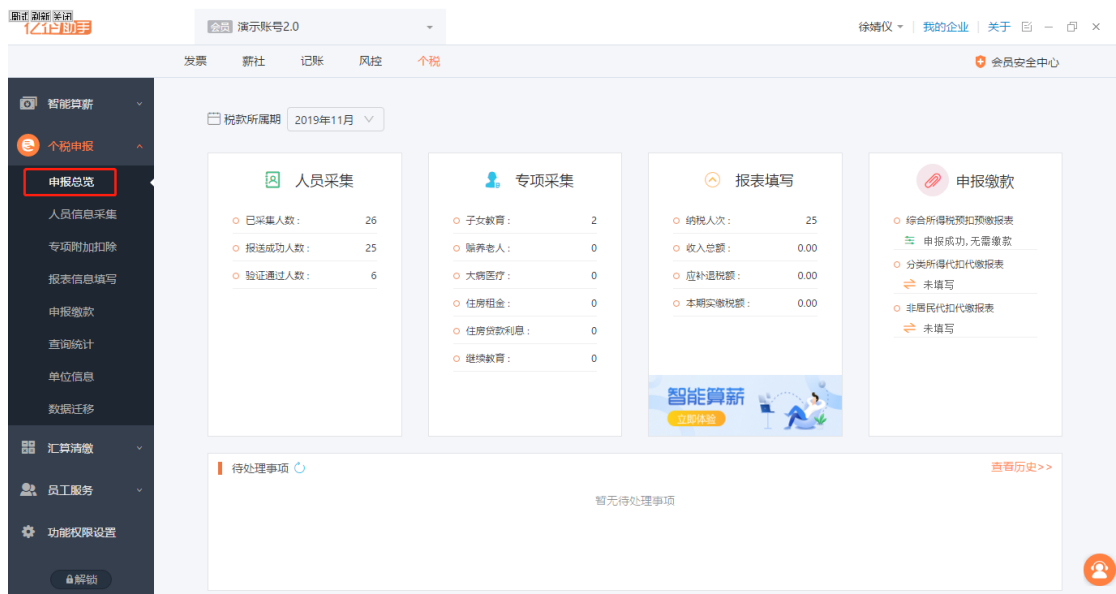 测试 刷新 关闭
亿企助手
会员 演示账号2.0
徐婧仪 我的企业 关于
发票 薪社 记账 风控 个税
会员安全中心
智能算薪
个税申报
申报总览
人员信息采集
专项附加扣除
报表信息填写
申报缴款
查询统计
单位信息
数据迁移
汇算清缴
员工服务
功能权限设置
解锁
税款所属期 2019年11月
人员采集
已采集人数: 26
报送成功人数: 25
验证通过人数: 6
专项采集
子女教育: 2
赡养老人: 0
大病医疗: 0
住房租金: 0
住房贷款利息: 0
继续教育: 0
报表填写
纳税人次: 25
收入总额: 0.00
应补退税额: 0.00
本期实缴税额: 0.00
智能算薪
立即体验
申报缴款
综合所得税预扣预缴报表
申报成功,无需缴款
分类所得代扣代缴报表
未填写
非居民代扣代缴报表
未填写
待处理事项
查看历史>>
暂无待处理事项